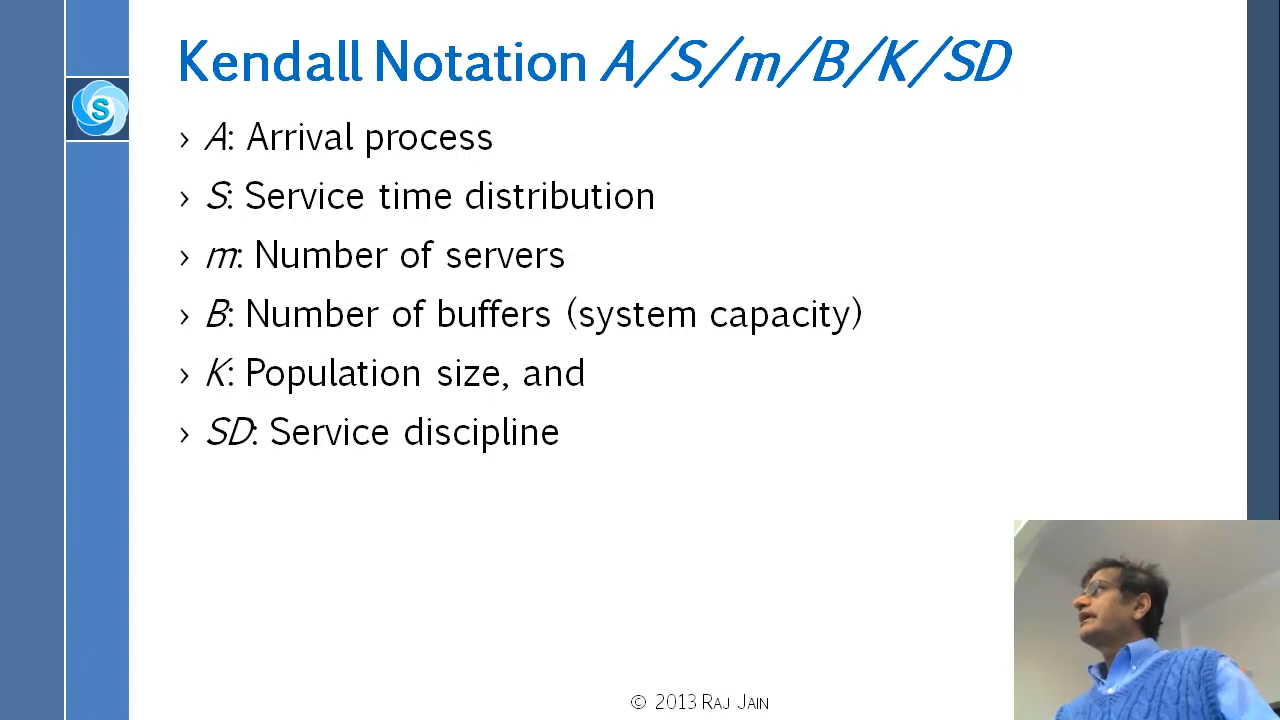 Kendall Notation A/S/m/B/K/SD
S
› A: Arrival process
› S: Service time distribution
› m: Number of servers
› B: Number of buffers (system capacity)
› K: Population size, and
› SD: Service discipline
© 2013 RAJ JAIN